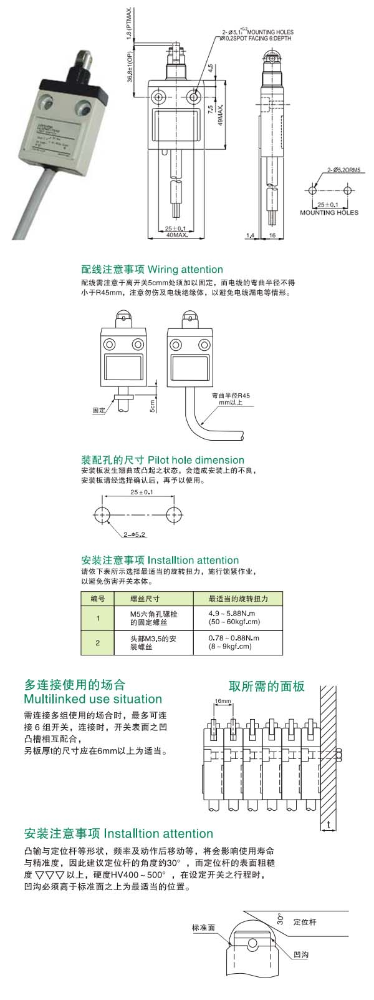 1.8 (PTMAX.
36.8±1(OP)
2- Ø5.1 +0.2 MOUNTING HOLES
Ø10.2SPOT FACING 6:DEPTH
4.5
7.5
49MAX.
25±0.1
40MAX.
1.4
16
2- Ø5.2ORM5
25±0.1
MOUNTING HOLES
配线注意事项 Wiring attention
配线需注意于离开关5cmm处须加以固定，而电线的弯曲半径不得
小于R45mm，注意勿伤及电线绝缘体，以避免电线漏电等情形。
固定
5cm
弯曲半径R45
mm以上
装配孔的尺寸 Pilot hole dimension
安装板发生翘曲或凸起之状态，会造成安装上的不良，
安装板请经选择确认后，再予以使用。
25±0.1
2-Φ5.2
安装注意事项 Installtion attention
请依下表所示选择最适当的旋转扭力，施行锁紧作业，
以避免伤害开关本体。
编号 螺丝尺寸 最适当的旋转扭力
1 M5六角孔骡栓 4.9～5.88N.m
的固定螺丝 (50～60kgf.cm)
2 头部M3.5的安 0.78～0.88N.m
装螺丝 (8～9kgf.cm)
多连接使用的场合
Multilinked use situation
需连接多组使用的场合时，最多可连
接 6 组开关，连接时，开关表面之凹
凸槽相互配合，
另板厚t的尺寸应在6mm以上为适当。
取所需的面板
16mm
t
安装注意事项 Installtion attention
凸输与定位杆等形状，频率及动作后移动等，将会影响使用寿命
与精准度，因此建议定位杆的角度约30°，而定位杆的表面粗糙
度 ▽▽▽ 以上，硬度HV400～500°，在设定开关之行程时，
凹沟必须高于标准面之上为最适当的位置。
标准面
30°
定位杆
凹沟